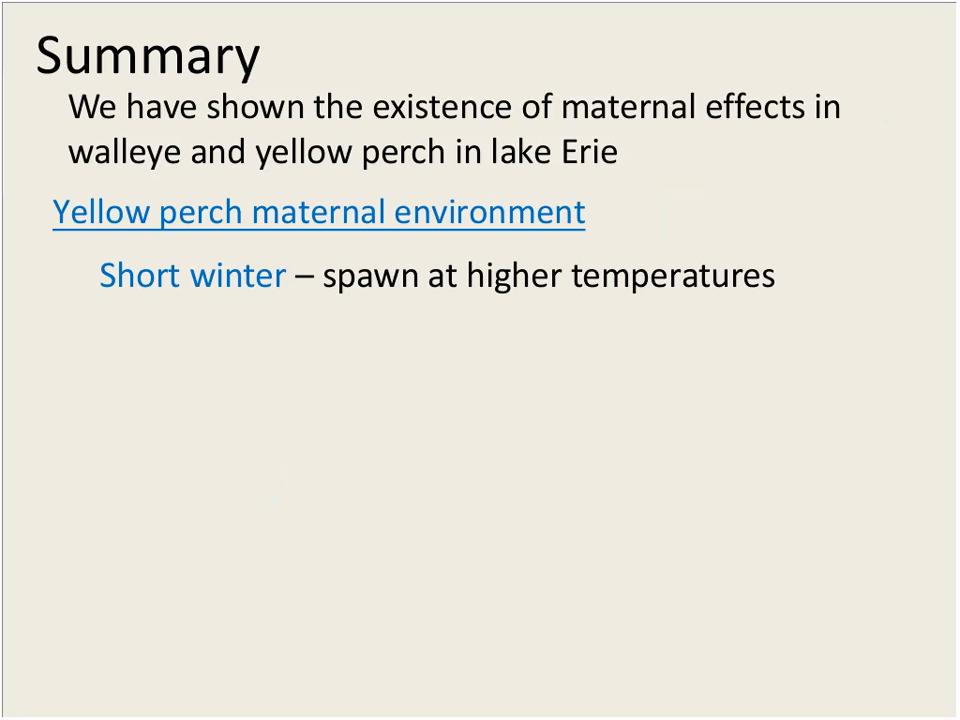 Summary
We have shown the existence of maternal effects in
walleye and yellow perch in lake Erie
Yellow perch maternal environment
Short winter – spawn at higher temperatures